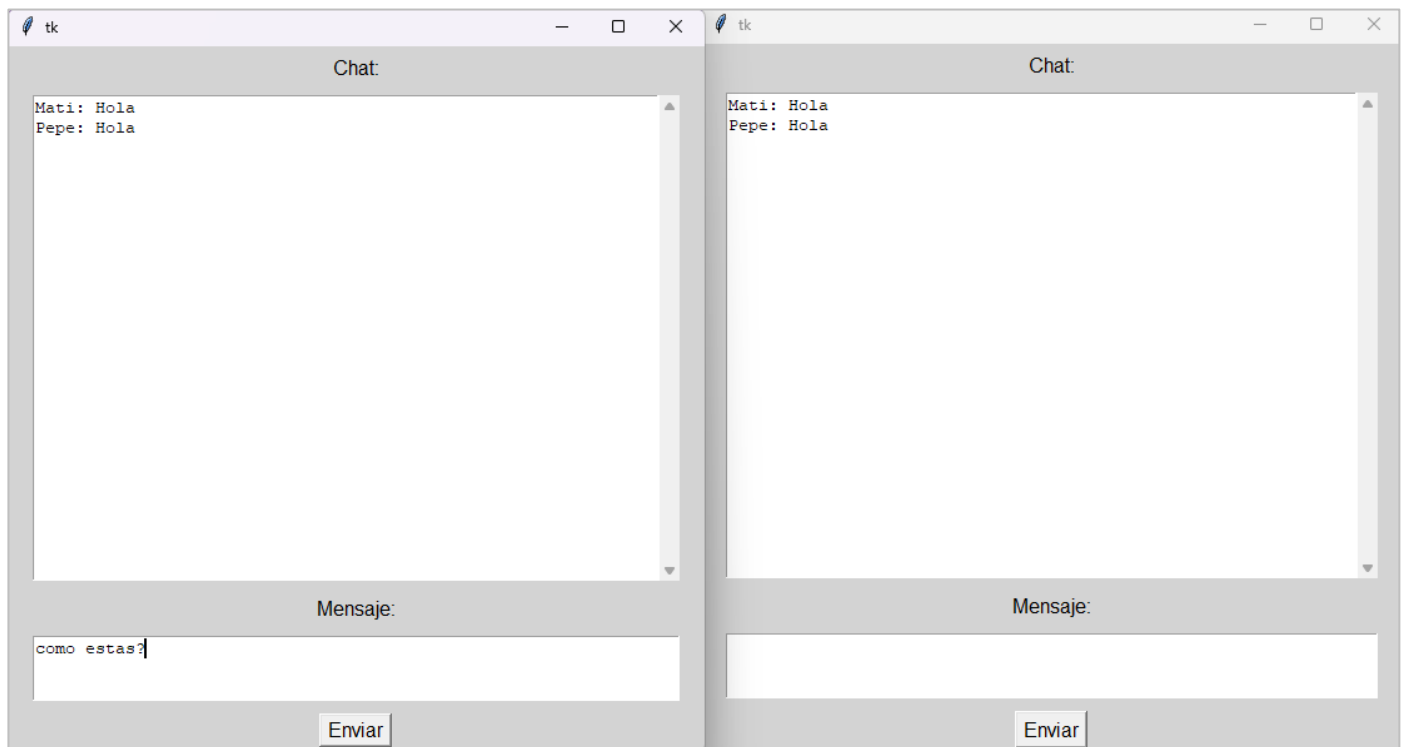 tk
Chat:
Mati: Hola
Pepe: Hola
Mensaje:
como estas?
Enviar
tk
Chat:
Mati: Hola
Pepe: Hola
Mensaje:
Enviar